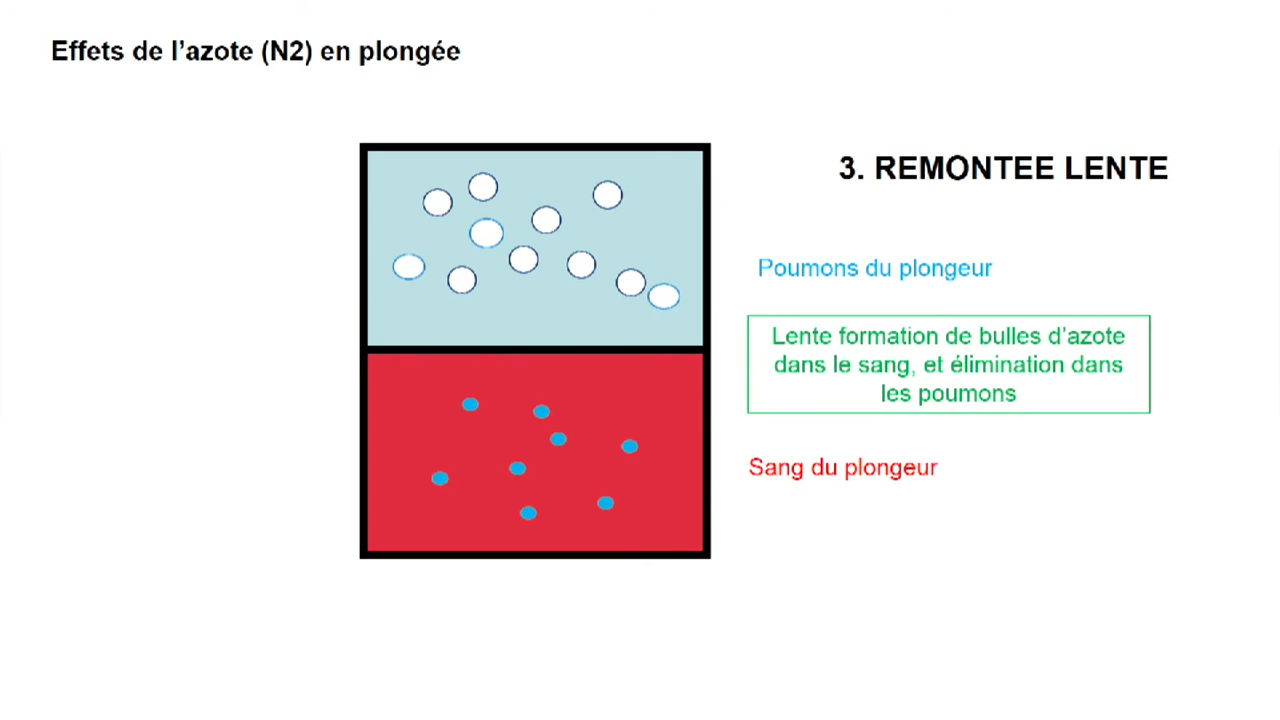 Effets de l’azote (N2) en plongée
3. REMONTEE LENTE
Poumons du plongeur
Lente formation de bulles d’azote
dans le sang, et élimination dans
les poumons
Sang du plongeur